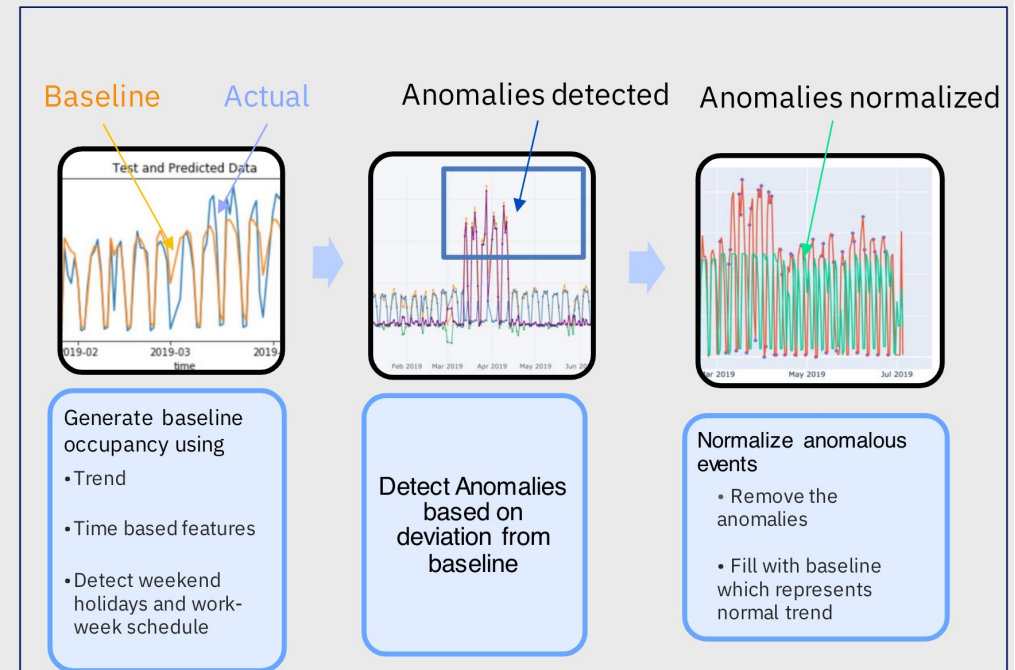 Baseline
Actual
Anomalies detected
Anomalies normalized
Test and Predicted Data
2019-02
2019-03
2019-
time
Feb 2019
Mar 2019
Apr 2019
May 2019
Jun 20
ar 2019
May 2019
Jul 2019
Generate baseline
occupancy using
•Trend
•Time based features
•Detect weekend
holidays and work-
week schedule
Detect Anomalies
based on
deviation from
baseline
Normalize anomalous
events
• Remove the
anomalies
• Fill with baseline
which represents
normal trend